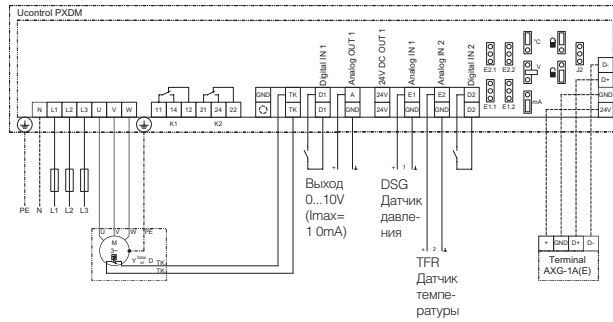 Ucontrol PXDM
Digital IN 1
Analog OUT 1
24V DC OUT 1
Analog IN 1
Analog IN 2
Digital IN 2
E2.1 E2.2
°C
V
mA
J2
E1.1 E1.2
D-
D+
GND
24V
GND TK D1 A 24V E1 E2 D2
TK D1 GND 24V GND GND D2
N L1 L2 L3 U V W
11 14 12 21 24 22
K1 K2
PE N L1 L2 L3
U V W PE
M
3~
Y D TK
TK
Выход
0...10V
(Imax=
1 0mA)
DSG
Датчик
давле-
ния
TFR
Датчик
темпе-
ратуры
+ 1
+ 2
+ GND D+ D-
Terminal
AXG-1A(E)